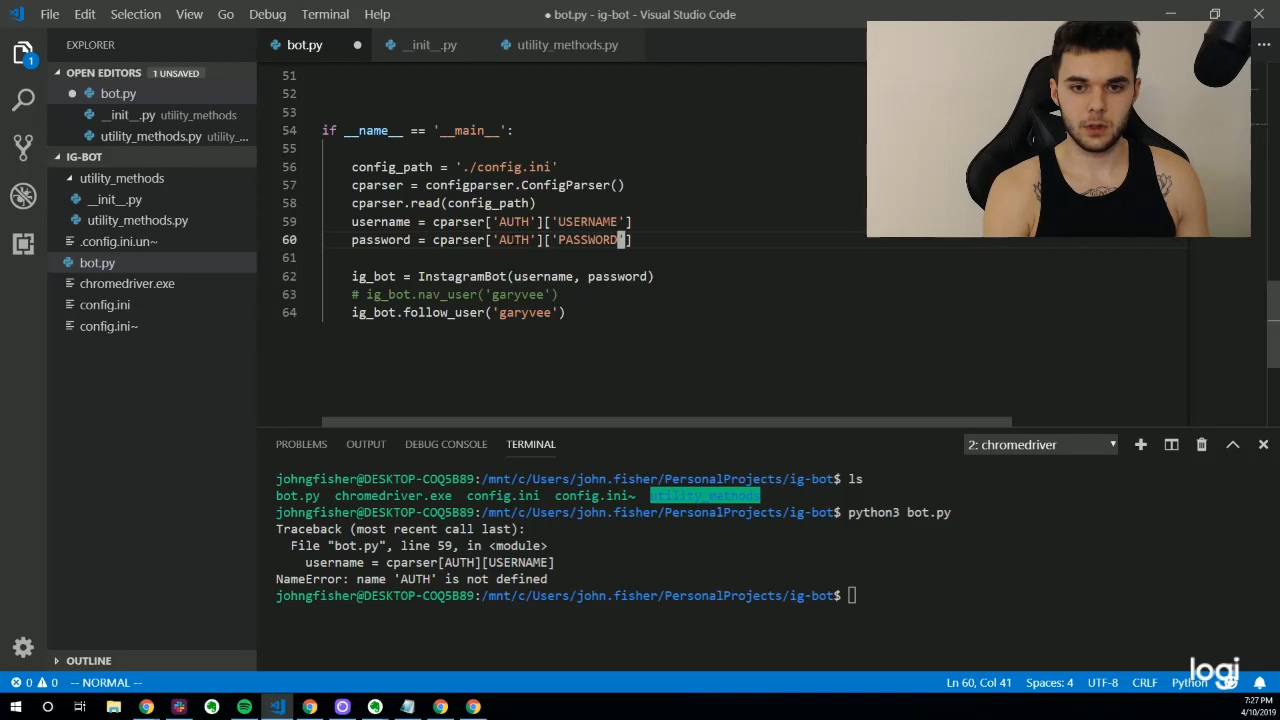 File Edit Selection View Go Debug Terminal Help
● bot.py - ig-bot - Visual Studio Code
EXPLORER
OPEN EDITORS 1 UNSAVED
● bot.py
__init__.py utility_methods
utility_methods.py utility_...
IG-BOT
utility_methods
__init__.py
utility_methods.py
.config.ini.un~
bot.py
chromedriver.exe
config.ini
config.ini~
OUTLINE
bot.py ● __init__.py utility_methods.py
51
52
53
54 if __name__ == '__main__':
55
56 config_path = './config.ini'
57 cparser = configparser.ConfigParser()
58 cparser.read(config_path)
59 username = cparser['AUTH']['USERNAME']
60 password = cparser['AUTH']['PASSWORD']
61
62 ig_bot = InstagramBot(username, password)
63 # ig_bot.nav_user('garyvee')
64 ig_bot.follow_user('garyvee')
PROBLEMS OUTPUT DEBUG CONSOLE TERMINAL 2: chromedriver
johngfisher@DESKTOP-COQ5B89:/mnt/c/Users/john.fisher/PersonalProjects/ig-bot$ ls
bot.py chromedriver.exe config.ini config.ini~ utility_methods
johngfisher@DESKTOP-COQ5B89:/mnt/c/Users/john.fisher/PersonalProjects/ig-bot$ python3 bot.py
Traceback (most recent call last):
File "bot.py", line 59, in <module>
username = cparser[AUTH][USERNAME]
NameError: name 'AUTH' is not defined
johngfisher@DESKTOP-COQ5B89:/mnt/c/Users/john.fisher/PersonalProjects/ig-bot$
logi
0 0 -- NORMAL -- Ln 60, Col 41 Spaces: 4 UTF-8 CRLF Python
7:27 PM
4/10/2019
1